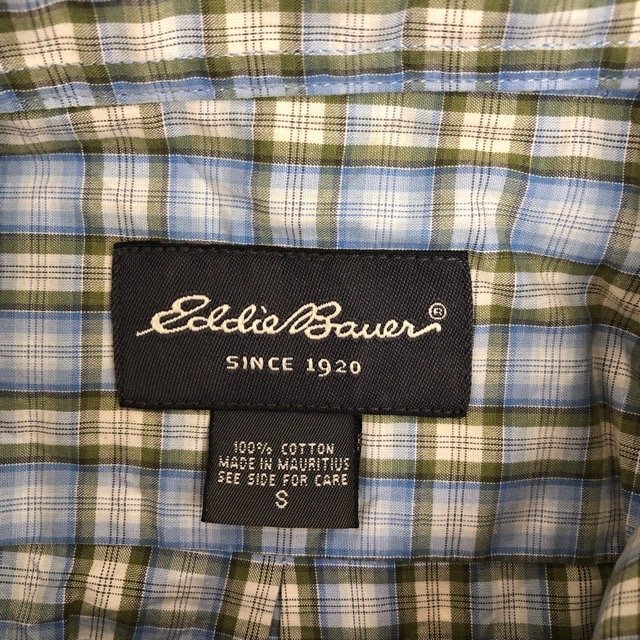 Eddie Bauer®
SINCE 1920
100% COTTON
MADE IN MAURITIUS
SEE SIDE FOR CARE
S